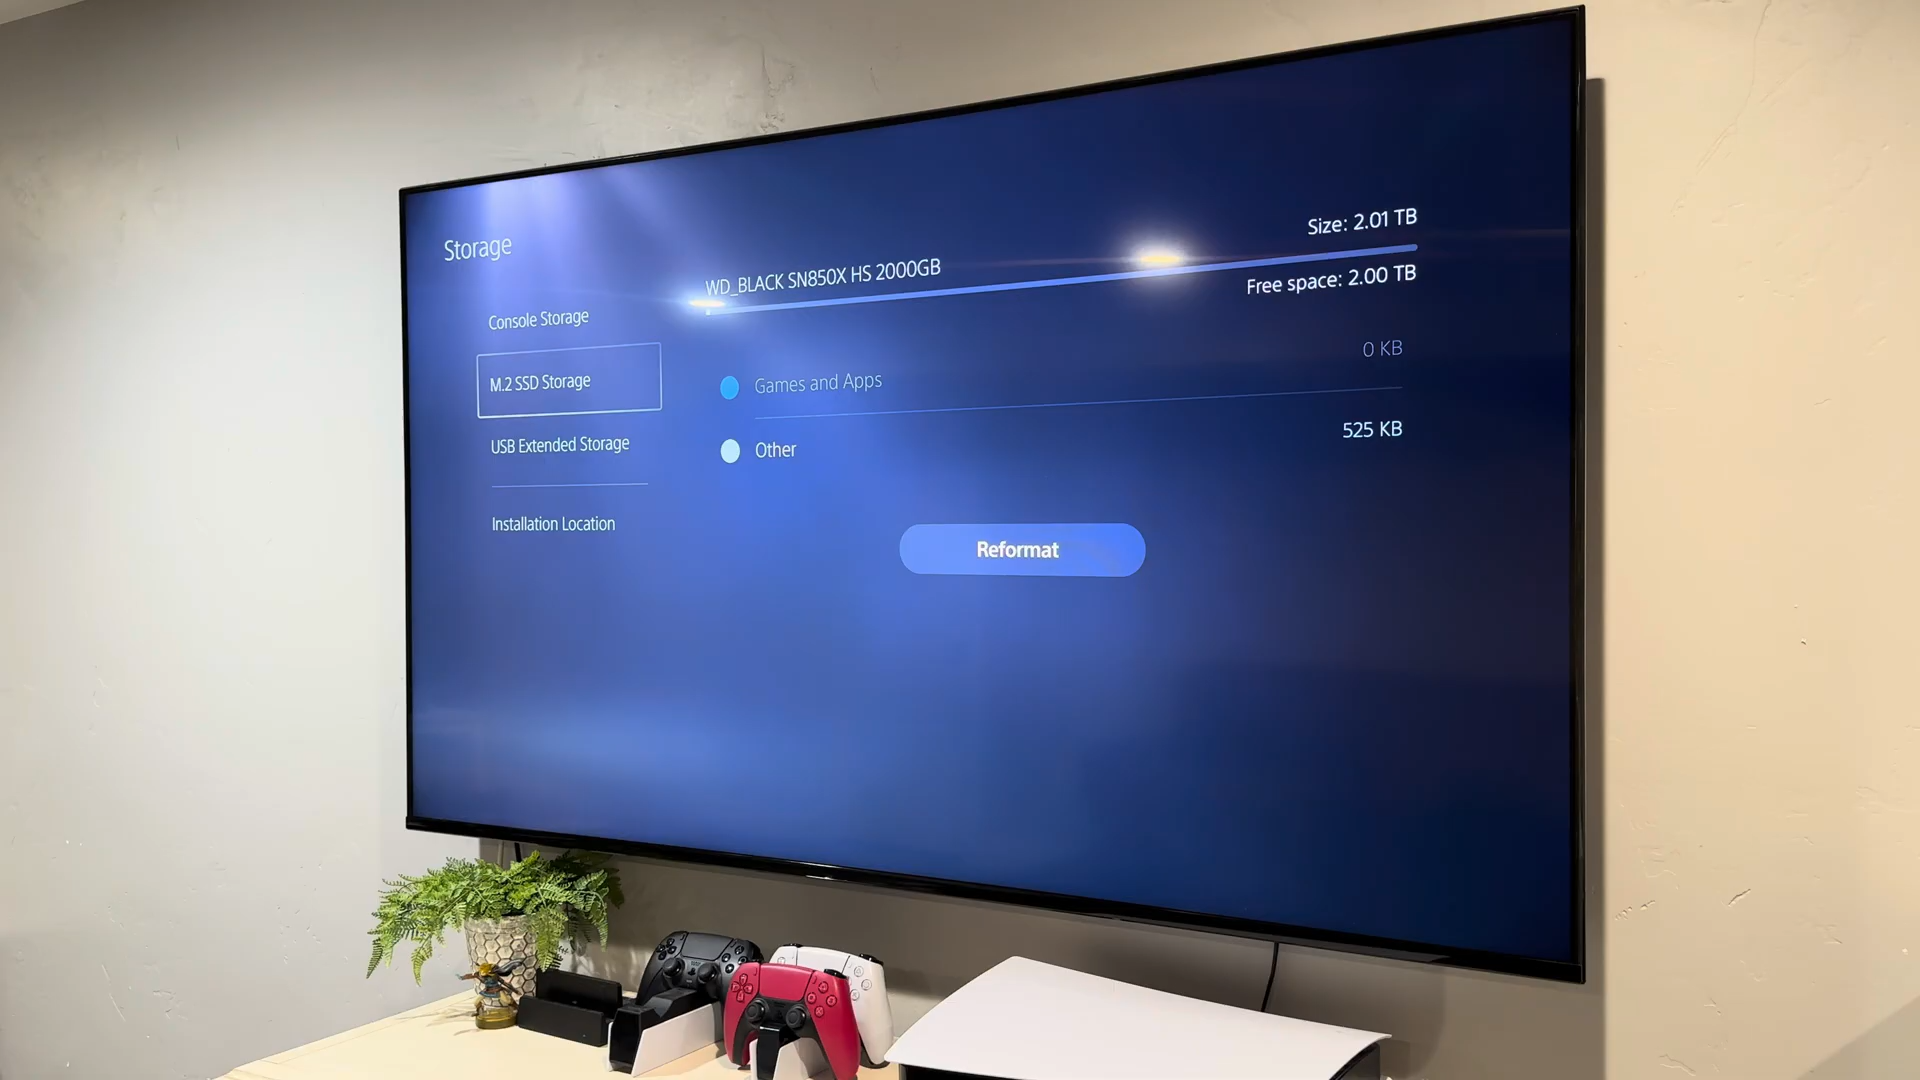 Storage
Console Storage
M.2 SSD Storage
USB Extended Storage
Installation Location
WD_BLACK SN850X HS 2000GB
Size: 2.01 TB
Free space: 2.00 TB
Games and Apps
0 KB
Other
525 KB
Reformat